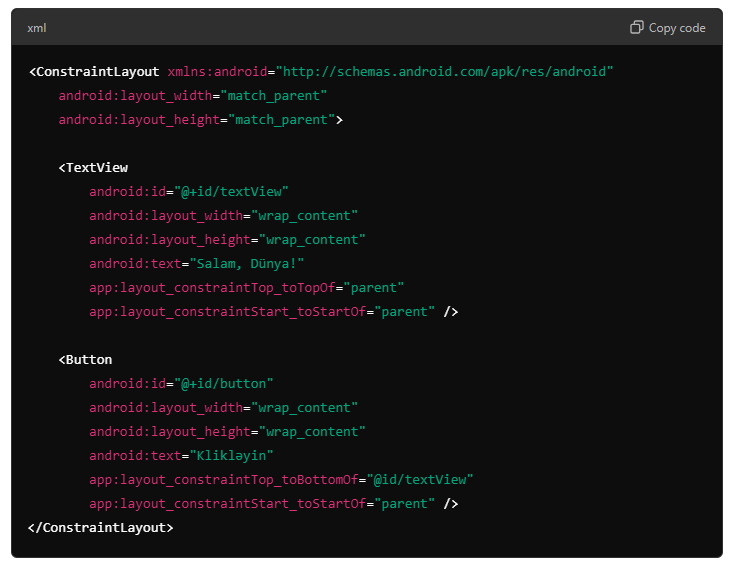 xml
Copy code
<ConstraintLayout xmlns:android="http://schemas.android.com/apk/res/android"
    android:layout_width="match_parent"
    android:layout_height="match_parent">

    <TextView
        android:id="@+id/textView"
        android:layout_width="wrap_content"
        android:layout_height="wrap_content"
        android:text="Salam, Dünya!"
        app:layout_constraintTop_toTopOf="parent"
        app:layout_constraintStart_toStartOf="parent" />

    <Button
        android:id="@+id/button"
        android:layout_width="wrap_content"
        android:layout_height="wrap_content"
        android:text="Klikləyin"
        app:layout_constraintTop_toBottomOf="@id/textView"
        app:layout_constraintStart_toStartOf="parent" />
</ConstraintLayout>